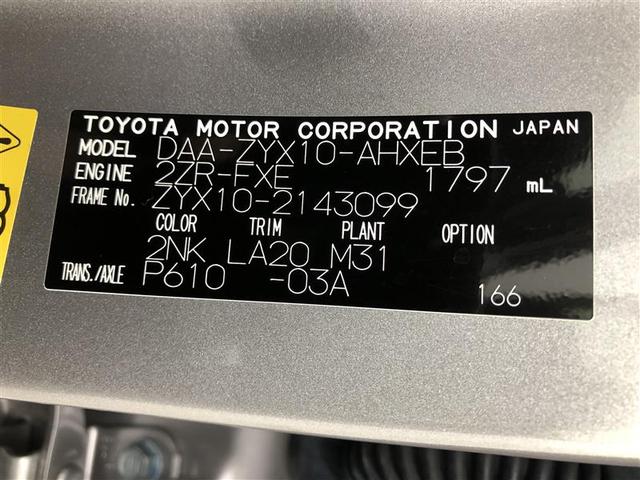 TOYOTA MOTOR CORPORATION JAPAN
MODEL DAA-ZYX10-AHXEB
ENGINE 2ZR-FXE 1797 mL
FRAME No. ZYX10-2143099
COLOR TRIM PLANT OPTION
2NK LA20 M31
TRANS./AXLE P610 -03A 166